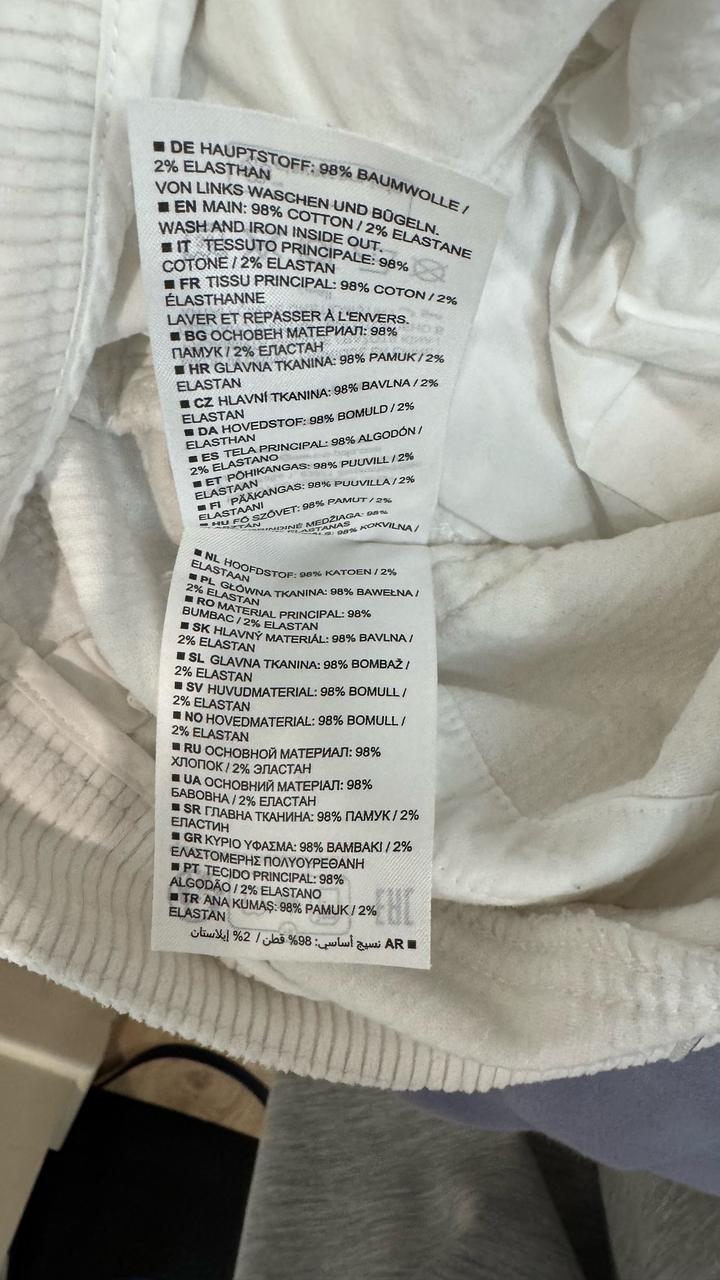 ■ DE HAUPTSTOFF: 98% BAUMWOLLE /
2% ELASTHAN
VON LINKS WASCHEN UND BÜGELN.
■ EN MAIN: 98% COTTON / 2% ELASTANE
WASH AND IRON INSIDE OUT.
■ IT TESSUTO PRINCIPALE: 98%
COTONE / 2% ELASTAN
■ FR TISSU PRINCIPAL: 98% COTON / 2%
ÉLASTHANNE
LAVER ET REPASSER À L'ENVERS.
■ BG ОСНОВЕН МАТЕРИАЛ: 98%
ПАМУК / 2% ЕЛАСТАН
■ HR GLAVNA TKANINA: 98% PAMUK / 2%
ELASTAN
■ CZ HLAVNÍ TKANINA: 98% BAVLNA / 2%
ELASTAN
■ DA HOVEDSTOF: 98% BOMULD / 2%
ELASTHAN
■ ES TELA PRINCIPAL: 98% ALGODÓN /
2% ELASTANO
■ ET PÕHIKANGAS: 98% PUUVILL / 2%
ELASTAAN
■ FI PÄÄKANGAS: 98% PUUVILLA / 2%
ELASTAANI
■ HU FŐ SZÖVET: 98% PAMUT / 2%
MEDŽIAGA: 98%
ELASTANAS
98% KOKVILNA /
■ NL HOOFDSTOF: 98% KATOEN / 2%
ELASTAAN
■ PL GŁÓWNA TKANINA: 98% BAWEŁNA /
2% ELASTAN
■ RO MATERIAL PRINCIPAL: 98%
BUMBAC / 2% ELASTAN
■ SK HLAVNÝ MATERIÁL: 98% BAVLNA /
2% ELASTAN
■ SL GLAVNA TKANINA: 98% BOMBAŽ /
2% ELASTAN
■ SV HUVUDMATERIAL: 98% BOMULL /
2% ELASTAN
■ NO HOVEDMATERIAL: 98% BOMULL /
2% ELASTAN
■ RU ОСНОВНОЙ МАТЕРИАЛ: 98%
ХЛОПОК / 2% ЭЛАСТАН
■ UA ОСНОВНИЙ МАТЕРІАЛ: 98%
БАВОВНА / 2% ЕЛАСТАН
■ SR ГЛАВНА ТКАНИНА: 98% ПАМУК / 2%
ЕЛАСТИН
■ GR ΚΥΡΙΟ ΥΦΑΣΜΑ: 98% ΒΑΜΒΑΚΙ / 2%
ΕΛΑΣΤΟΜΕΡΗΣ ΠΟΛΥΟΥΡΕΘΑΝΗ
■ PT TECIDO PRINCIPAL: 98%
ALGODÃO / 2% ELASTANO
■ TR ANA KUMAŞ: 98% PAMUK / 2%
ELASTAN
■ AR نسيج أساسي: 98% قطن / 2% إيلاستان